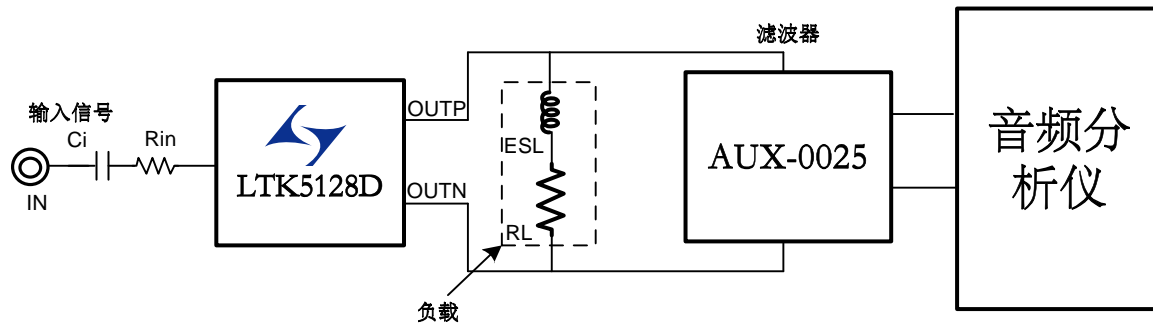 输入信号
Ci
Rin
IN
LTK5128D
OUTP
OUTN
ESL
RL
负载
滤波器
AUX-0025
音频分
析仪